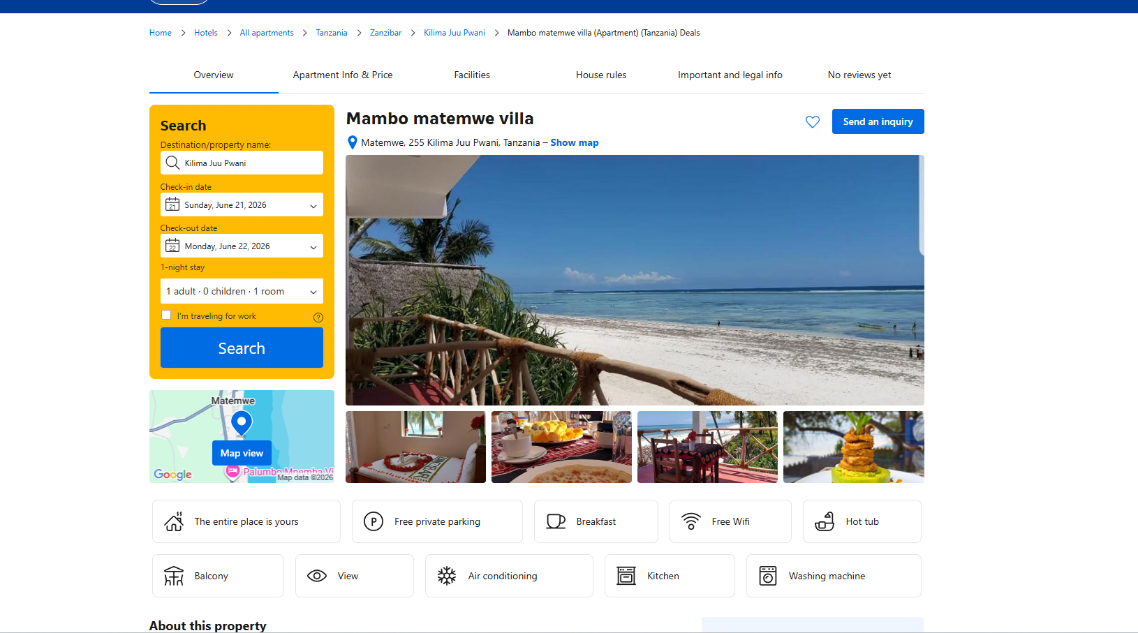 Home > Hotels > All apartments > Tanzania > Zanzibar > Kilima Juu Pwani > Mambo matemwe villa (Apartment) (Tanzania) Deals
Overview Apartment Info & Price Facilities House rules Important and legal info No reviews yet
Search
Destination/property name:
Kilima Juu Pwani
Check-in date
21 Sunday, June 21, 2026
Check-out date
22 Monday, June 22, 2026
1-night stay
1 adult · 0 children · 1 room
I'm traveling for work ?
Search
Matemwe
Map view
Google
Palumbo Mnemba Vi
Map data ©2026
Mambo matemwe villa
Send an inquiry
Matemwe, 255 Kilima Juu Pwani, Tanzania – Show map
The entire place is yours
P Free private parking
Breakfast
Free Wifi
Hot tub
Balcony
View
Air conditioning
Kitchen
Washing machine
About this property